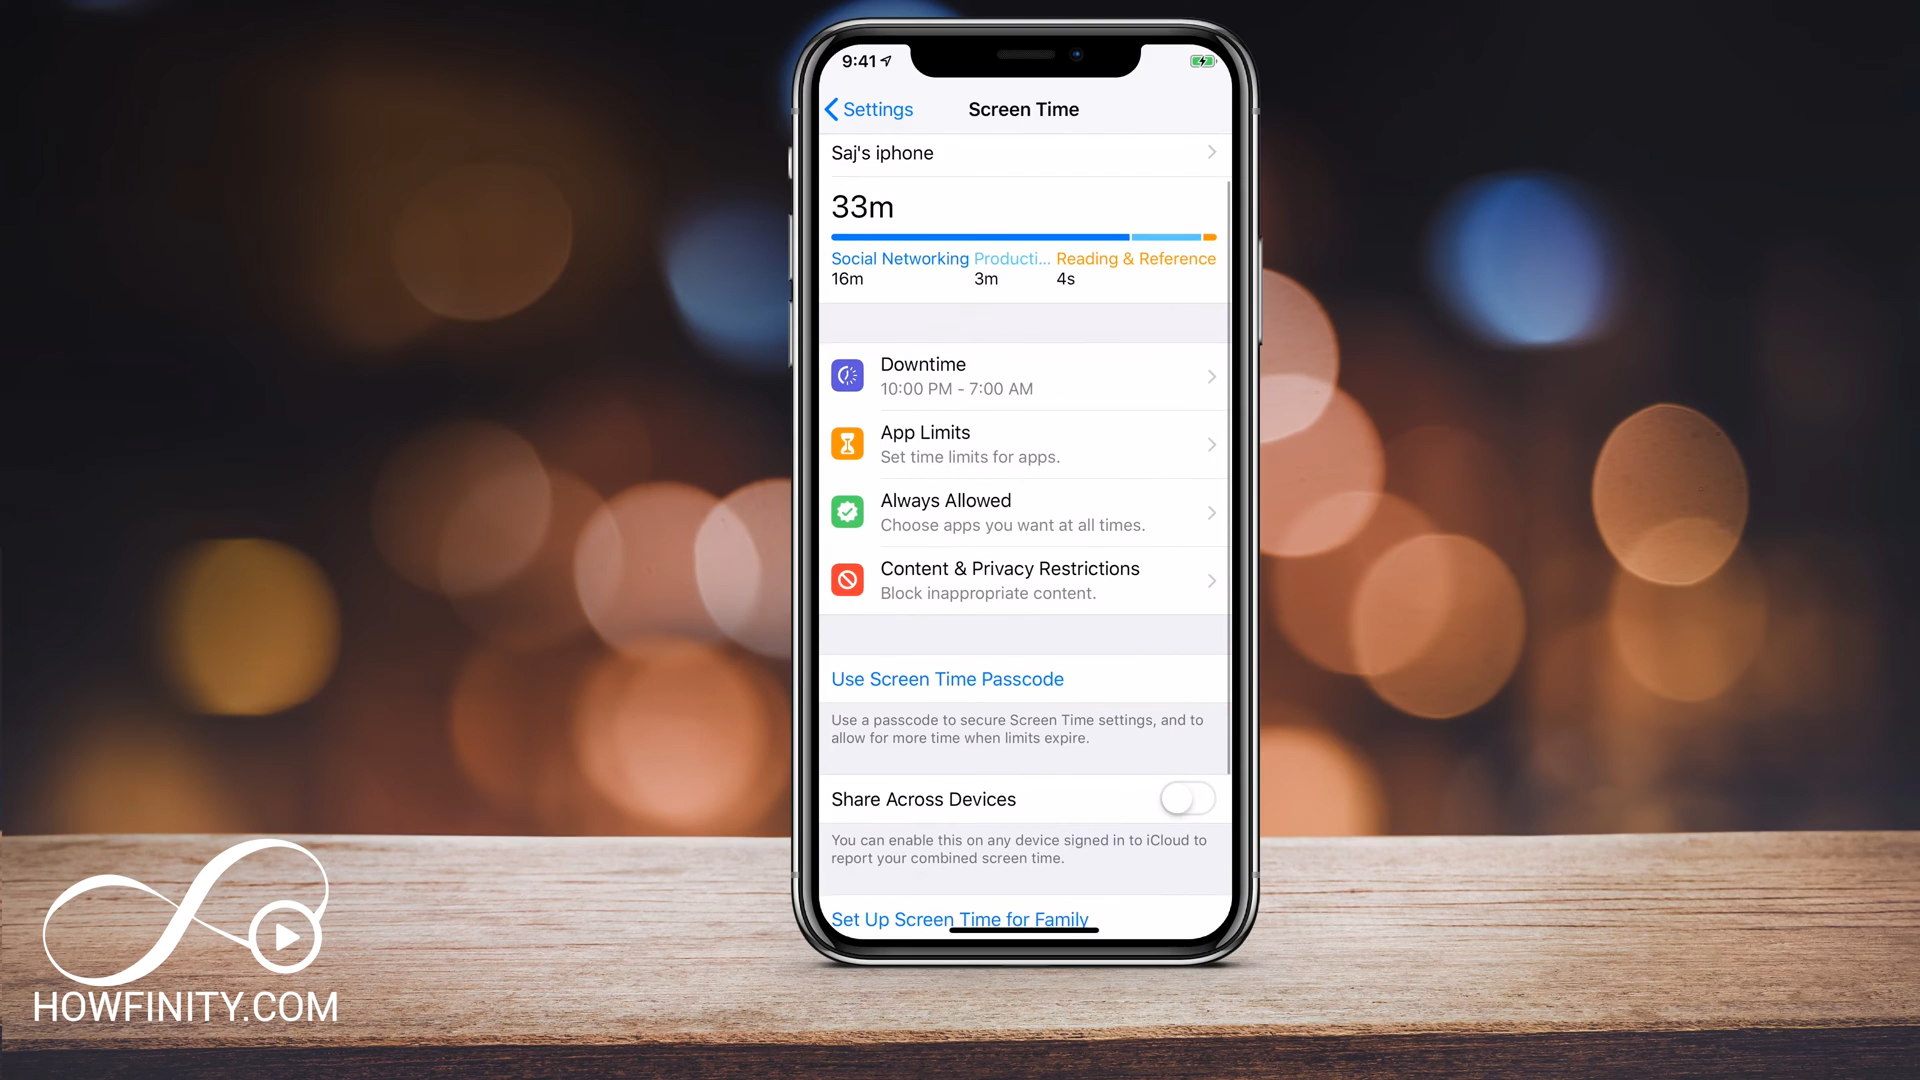 9:41
Settings
Screen Time
Saj's iphone
33m
Social Networking Producti... Reading & Reference
16m 3m 4s
Downtime
10:00 PM - 7:00 AM
App Limits
Set time limits for apps.
Always Allowed
Choose apps you want at all times.
Content & Privacy Restrictions
Block inappropriate content.
Use Screen Time Passcode
Use a passcode to secure Screen Time settings, and to
allow for more time when limits expire.
Share Across Devices
You can enable this on any device signed in to iCloud to
report your combined screen time.
Set Up Screen Time for Family
HOWFINITY.COM